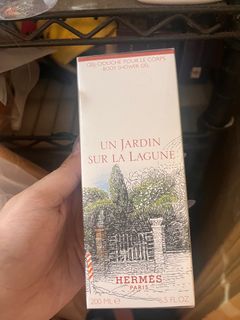 GEL-DOUCHE POUR LE CORPS
BODY SHOWER GEL
UN JARDIN
SUR LA LAGUNE
HERMÈS
PARIS
200 ML ℮ 6.5 FL.OZ